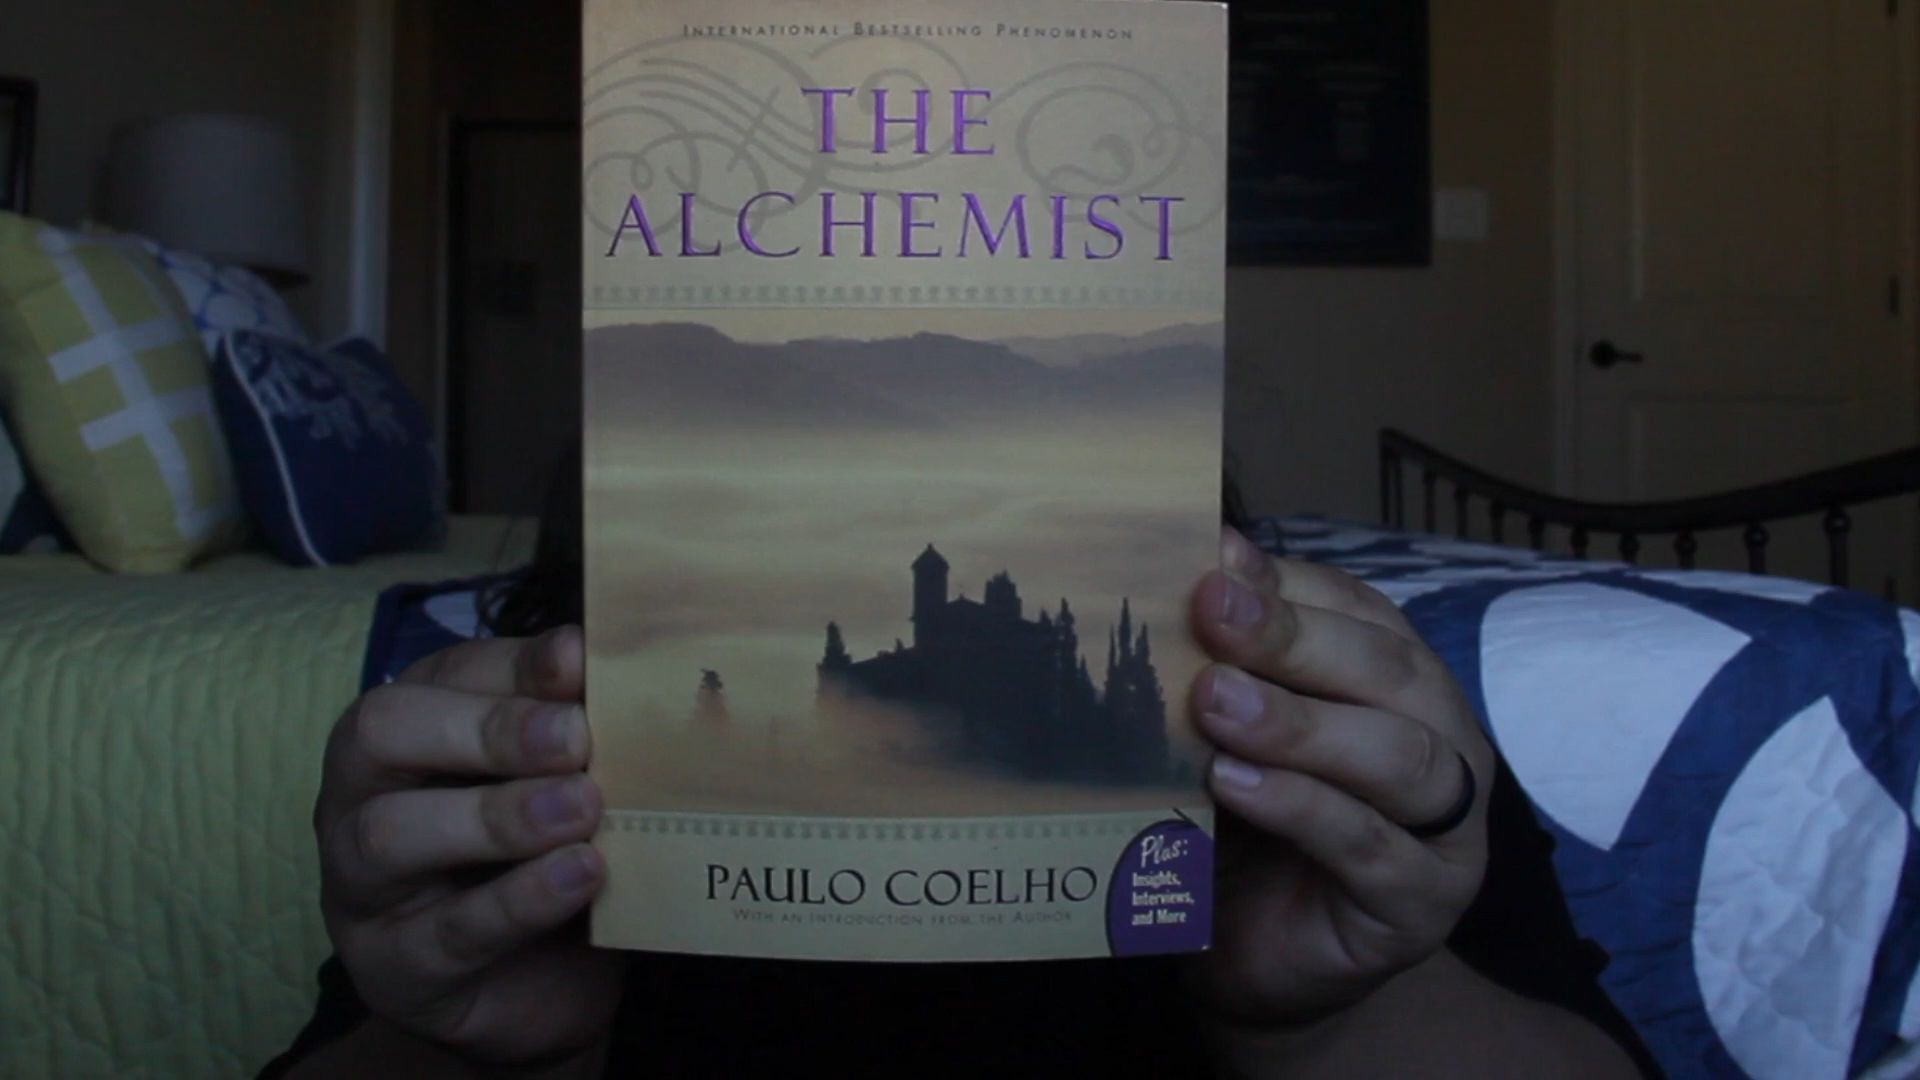 INTERNATIONAL BESTSELLING PHENOMENON
THE
ALCHEMIST
PAULO COELHO
WITH AN INTRODUCTION FROM THE AUTHOR
Plus:
Insights,
Interviews,
and More